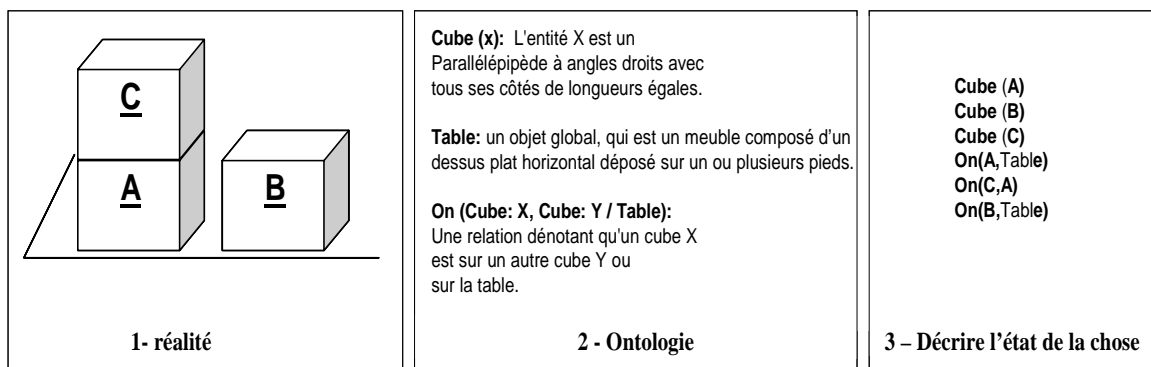 C
A
B
1- réalité
Cube (x): L'entité X est un
Parallélépipède à angles droits avec
tous ses côtés de longueurs égales.
Table: un objet global, qui est un meuble composé d'un
dessus plat horizontal déposé sur un ou plusieurs pieds.
On (Cube: X, Cube: Y / Table):
Une relation dénotant qu'un cube X
est sur un autre cube Y ou
sur la table.
2 - Ontologie
Cube (A)
Cube (B)
Cube (C)
On(A,Table)
On(C,A)
On(B,Table)
3 – Décrire l'état de la chose